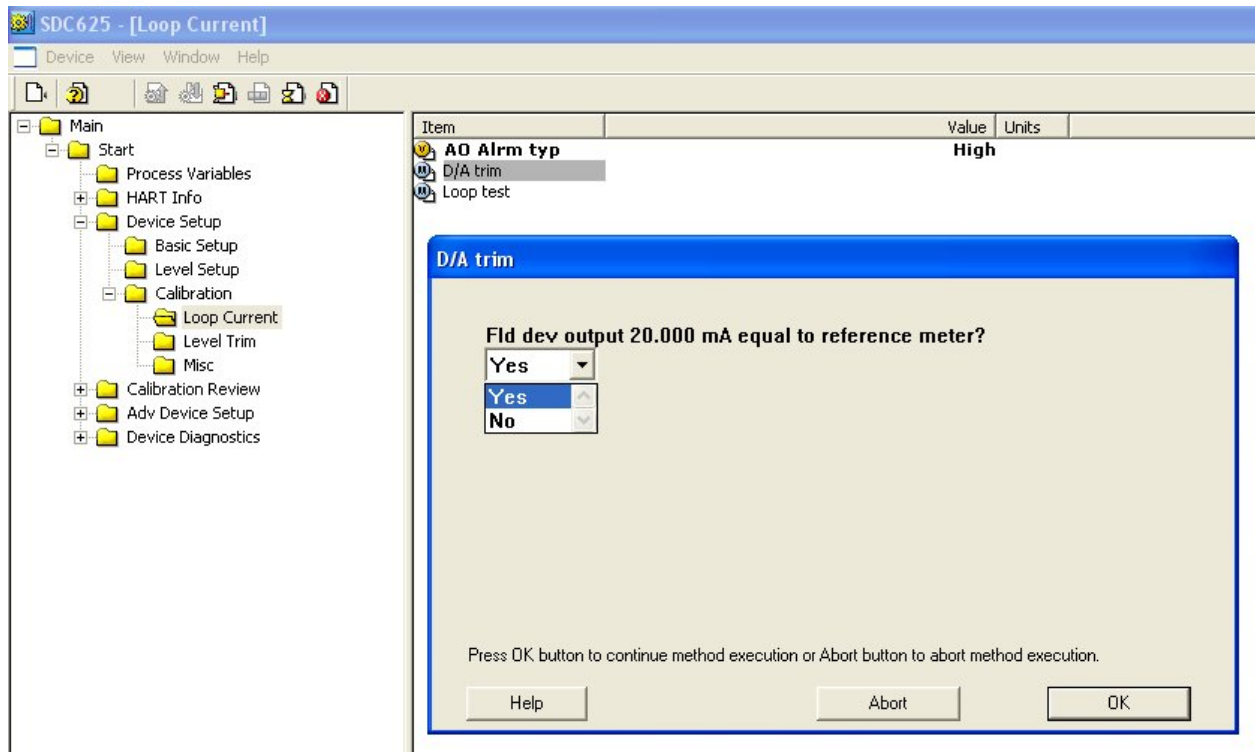 SDC625 - [Loop Current]
Device View Window Help
Main
Start
Process Variables
HART Info
Device Setup
Basic Setup
Level Setup
Calibration
Loop Current
Level Trim
Misc
Calibration Review
Adv Device Setup
Device Diagnostics
Item Value Units
AO Alrm typ High
D/A trim
Loop test
D/A trim
Fld dev output 20.000 mA equal to reference meter?
Yes
Yes
No
Press OK button to continue method execution or Abort button to abort method execution.
Help Abort OK